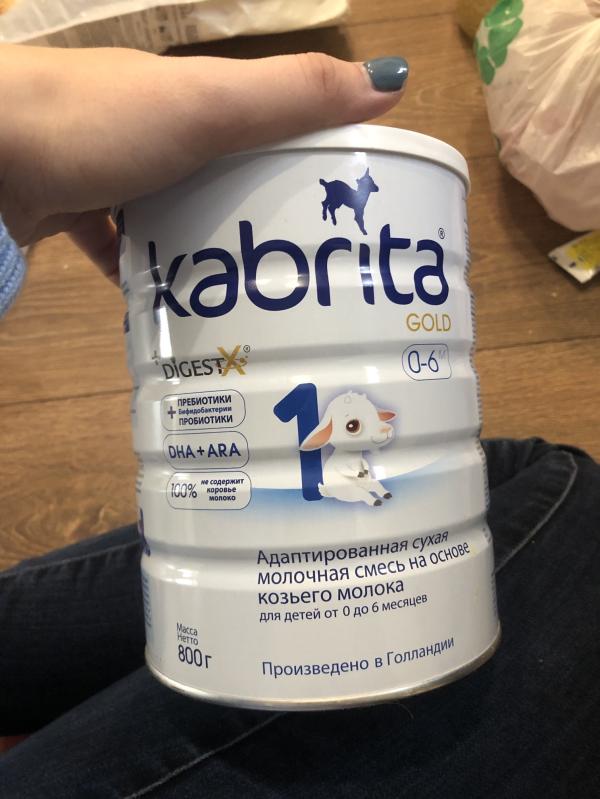 kabrita®
GOLD
+
DIGESTX®
0-6 М
+ ПРЕБИОТИКИ
Бифидобактерии
ПРОБИОТИКИ
1
DHA+ARA
100% не содержит
коровье
молоко
Адаптированная сухая
молочная смесь на основе
козьего молока
для детей от 0 до 6 месяцев
Масса
Нетто
800г
Произведено в Голландии